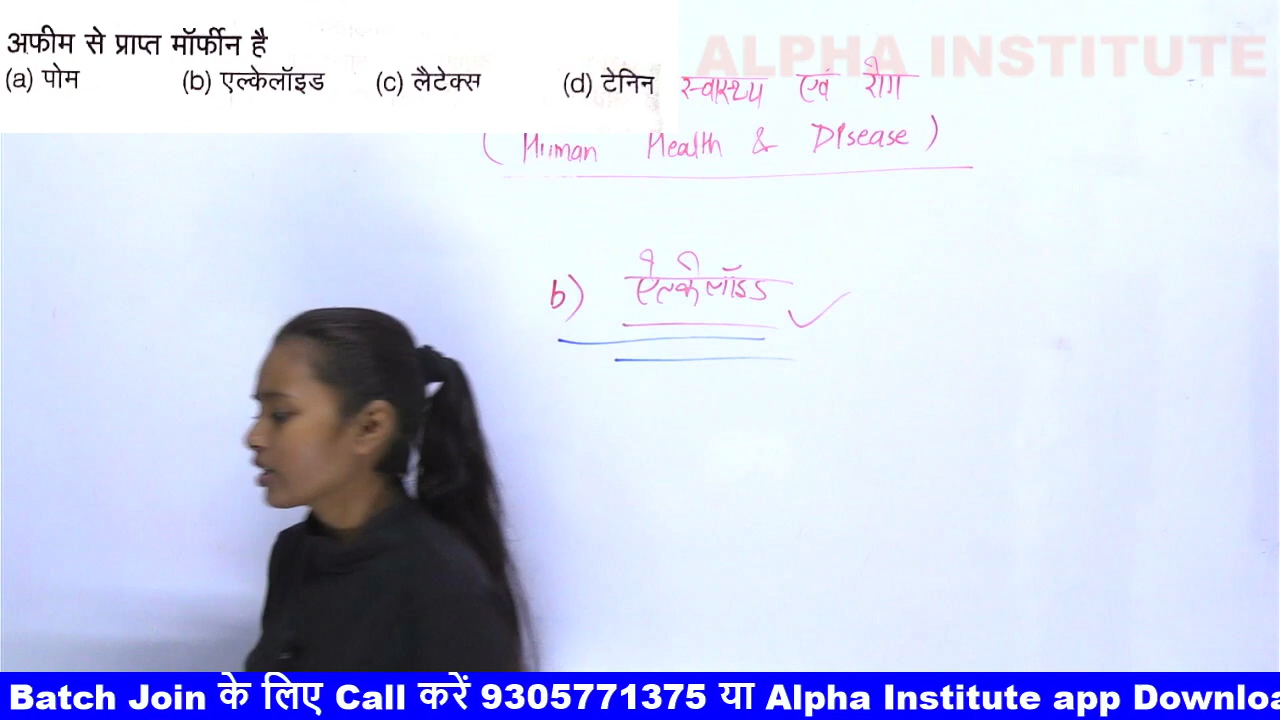 अफीम से प्राप्त मॉर्फीन है
(a) पोम (b) एल्केलॉइड (c) लैटेक्स (d) टेनिन
ALPHA INSTITUTE
स्वास्थ्य एवं रोग
(Human Health & Disease)
b) ऐल्केलॉइड
Batch Join के लिए Call करें 9305771375 या Alpha Institute app Downloa